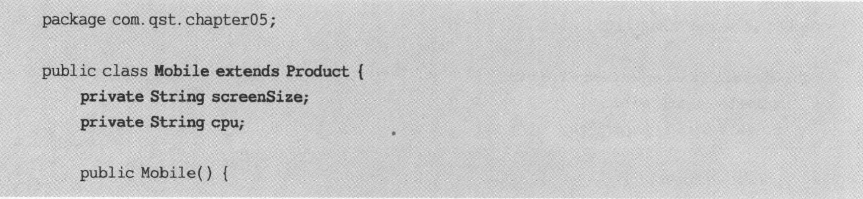 package com.qst.chapter05;
public class Mobile extends Product {
private String screenSize;
private String cpu;
public Mobile() {